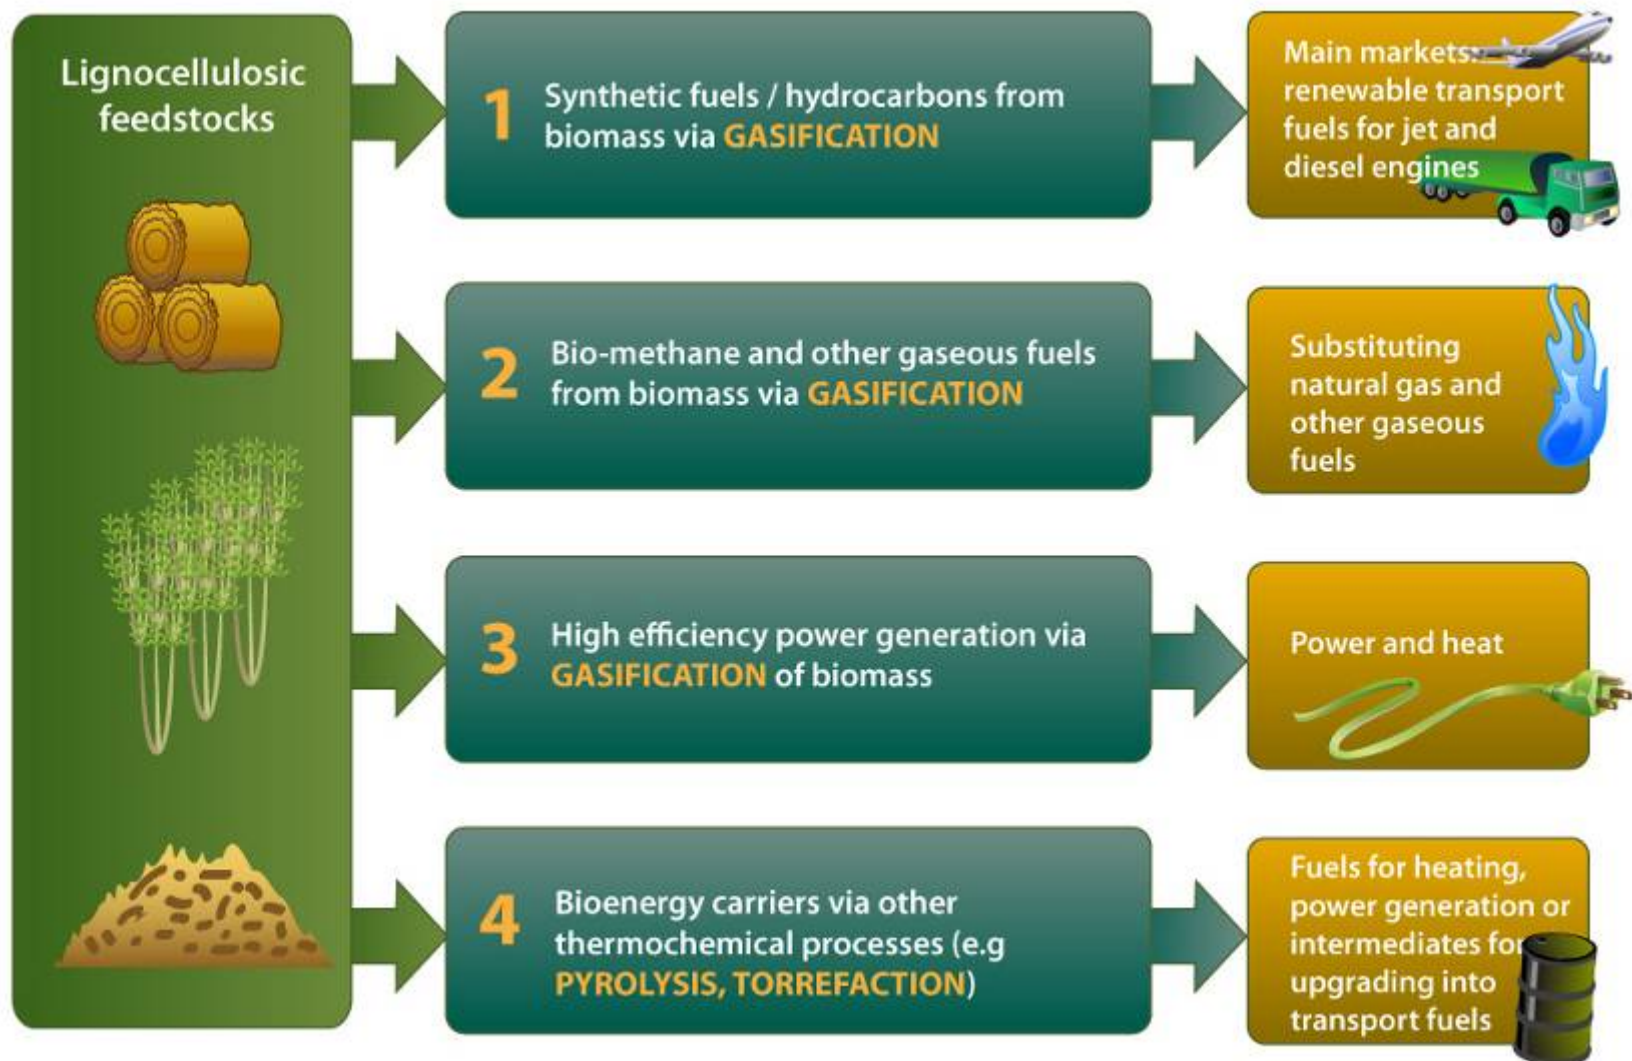 Lignocellulosic
feedstocks
1
Synthetic fuels / hydrocarbons from
biomass via GASIFICATION
Main markets:
renewable transport
fuels for jet and
diesel engines
2
Bio-methane and other gaseous fuels
from biomass via GASIFICATION
Substituting
natural gas and
other gaseous
fuels
3
High efficiency power generation via
GASIFICATION of biomass
Power and heat
4
Bioenergy carriers via other
thermochemical processes (e.g
PYROLYSIS, TORREFACTION)
Fuels for heating,
power generation or
intermediates for
upgrading into
transport fuels